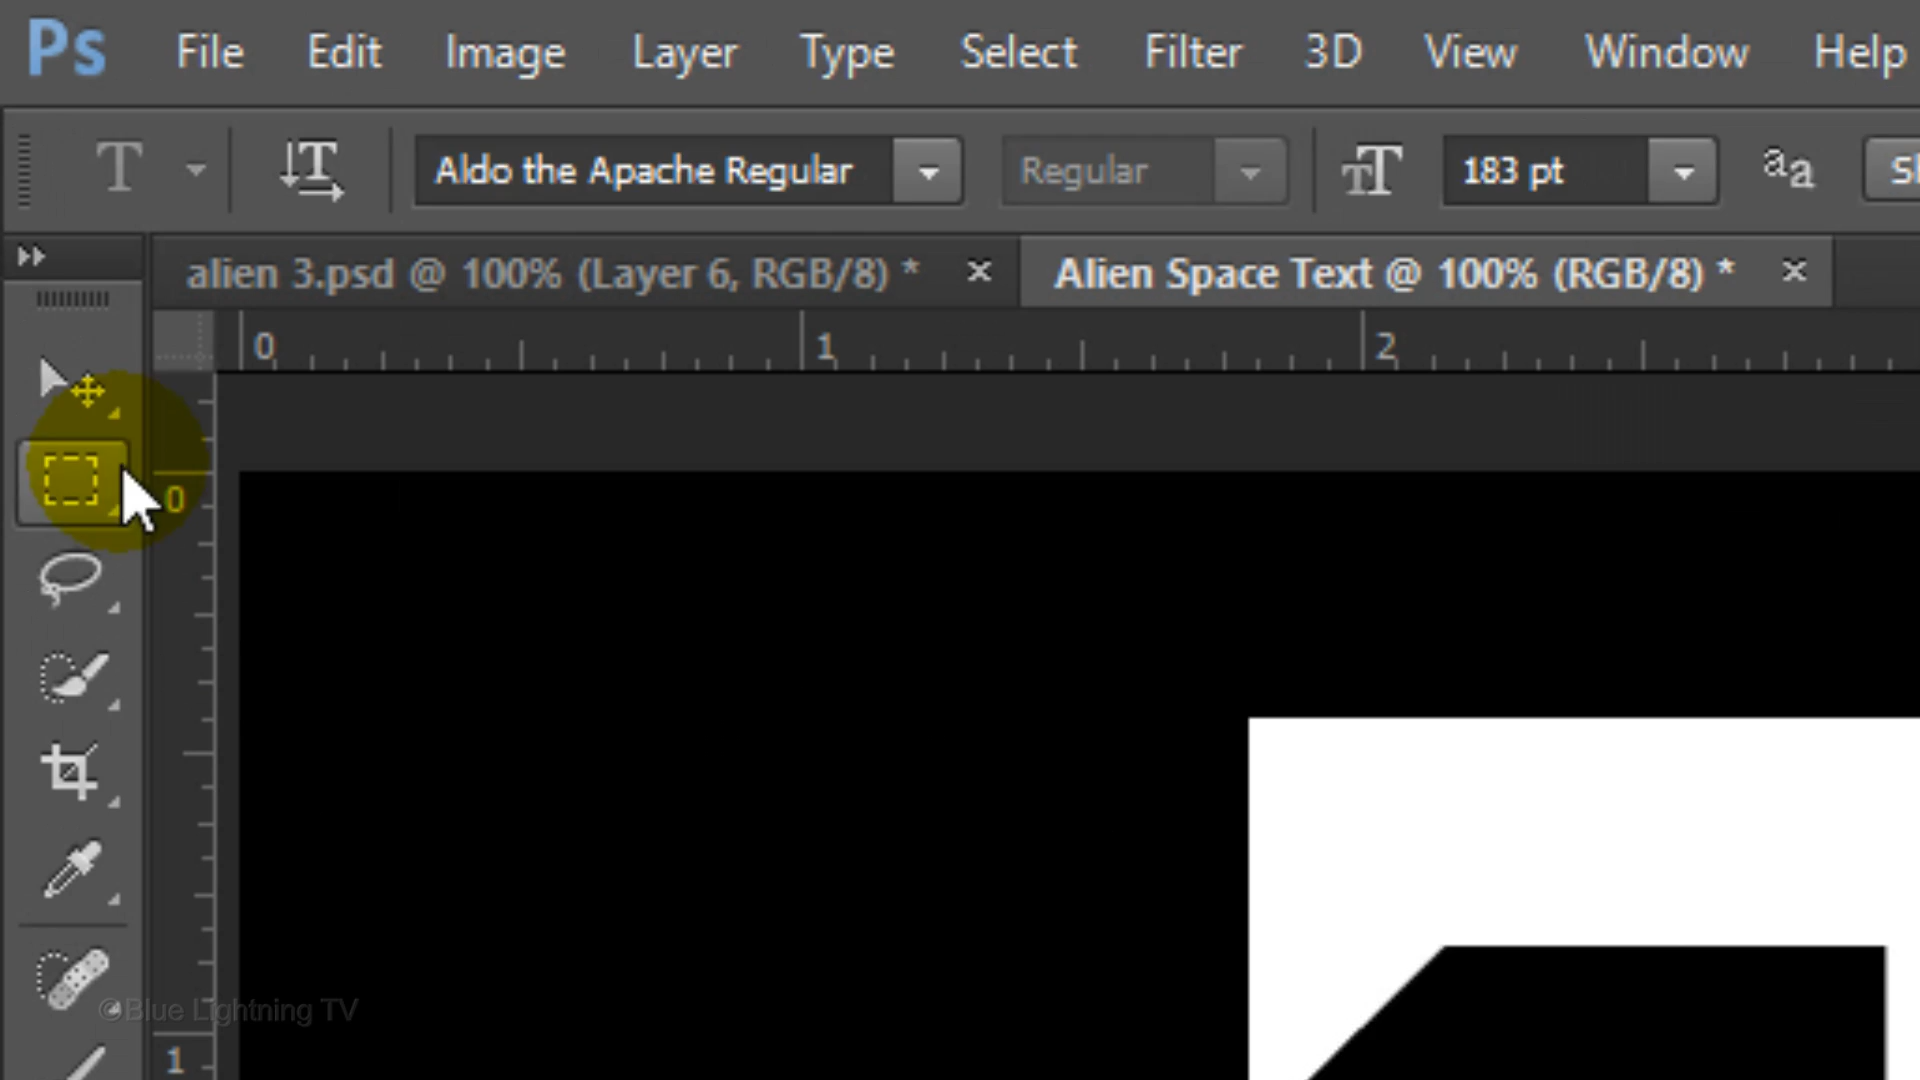 Ps File Edit Image Layer Type Select Filter 3D View Window Help
T T Aldo the Apache Regular Regular TT 183 pt aa
alien 3.psd @ 100% (Layer 6, RGB/8) * × Alien Space Text @ 100% (RGB/8) * ×
0 1 2
0
©Blue Lightning TV
1